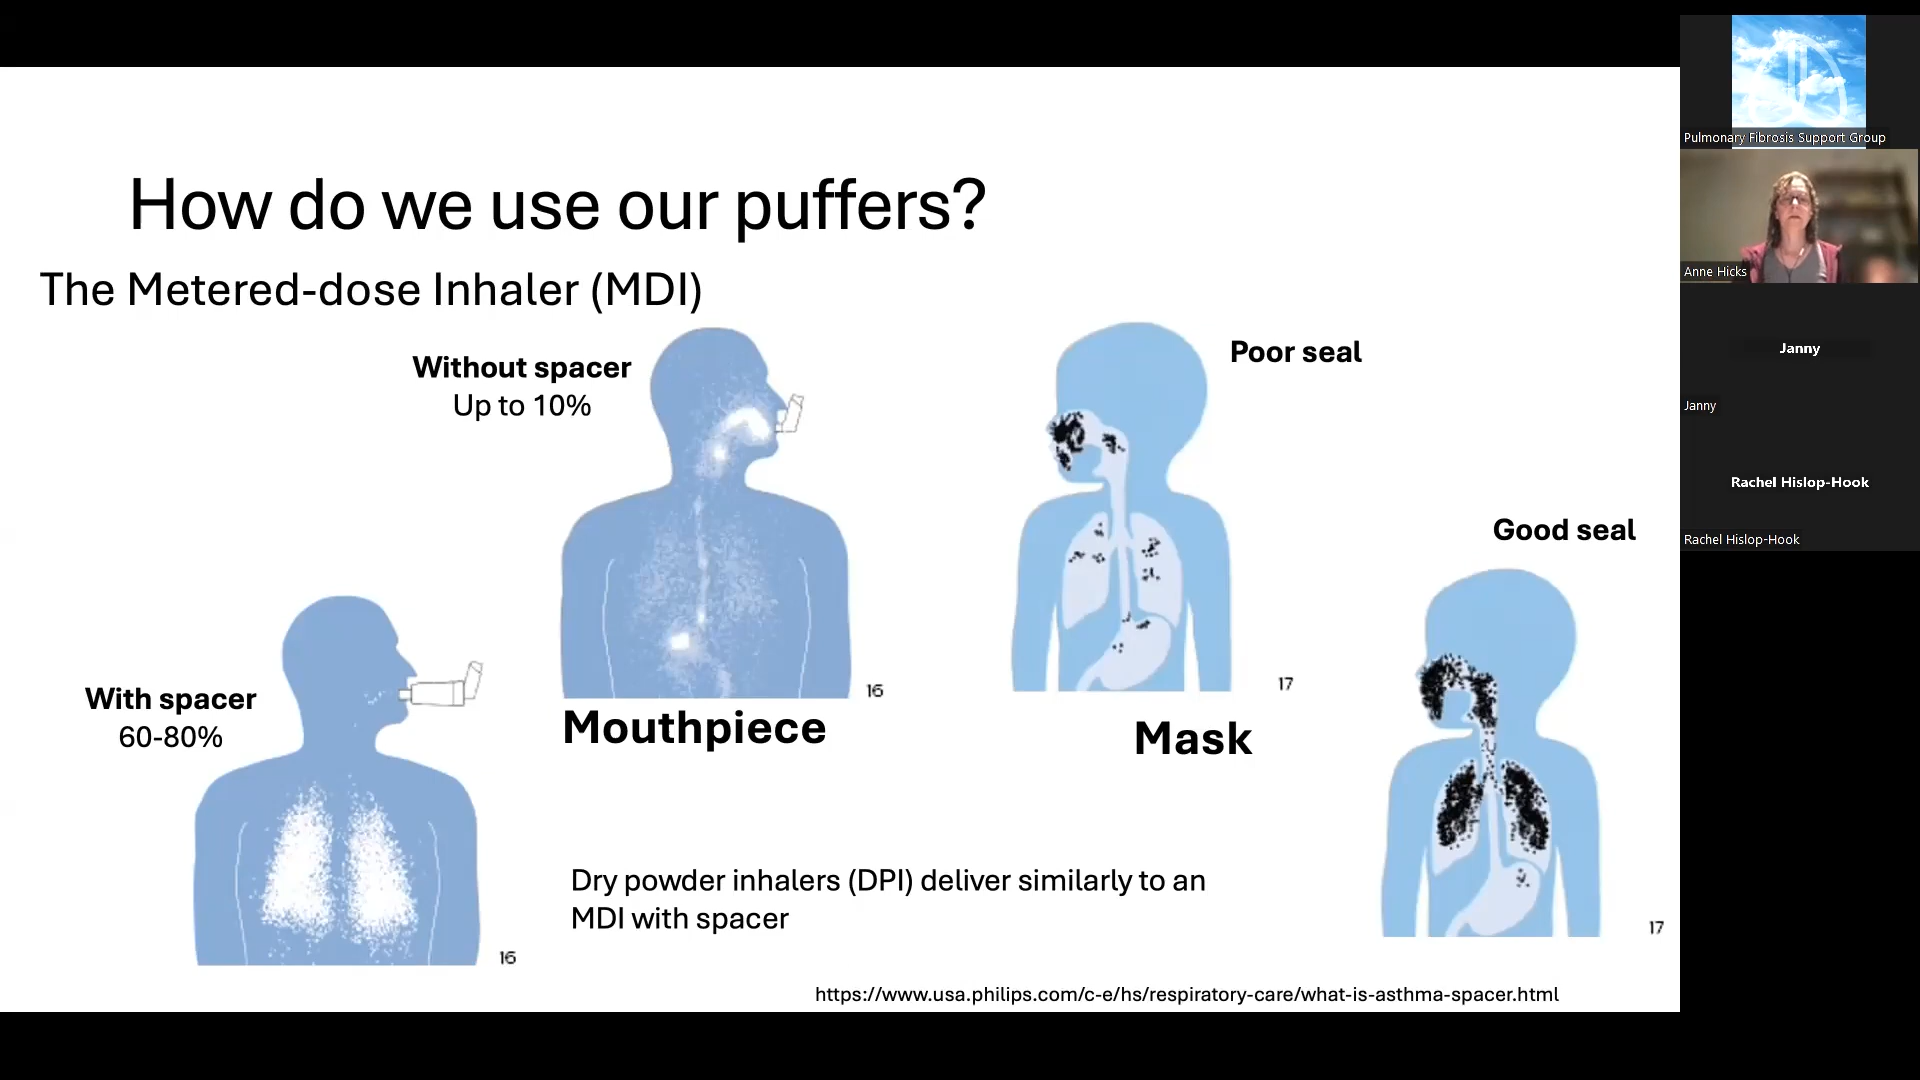 How do we use our puffers?
The Metered-dose Inhaler (MDI)
Without spacer
Up to 10%
Poor seal
Good seal
With spacer
60-80%
16
Mouthpiece
17
Mask
Dry powder inhalers (DPI) deliver similarly to an
MDI with spacer
16
17
https://www.usa.philips.com/c-e/hs/respiratory-care/what-is-asthma-spacer.html
Pulmonary Fibrosis Support Group
Anne Hicks
Janny
Janny
Rachel Hislop-Hook
Rachel Hislop-Hook